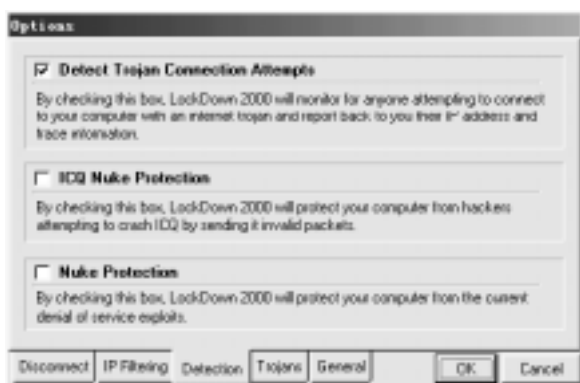 Options
Detect Trojan Connection Attempts
By checking this box, LockDown 2000 will monitor for anyone attempting to connect
to your computer with an internet trojan and report back to you their IP address and
trace information.
ICQ Nuke Protection
By checking this box, LockDown 2000 will protect your computer from hackers
attempting to crash ICQ by sending it invalid packets.
Nuke Protection
By checking this box, LockDown 2000 will protect your computer from the current
denial of service exploits.
Disconnect IP Filtering Detection Trojans General OK Cancel